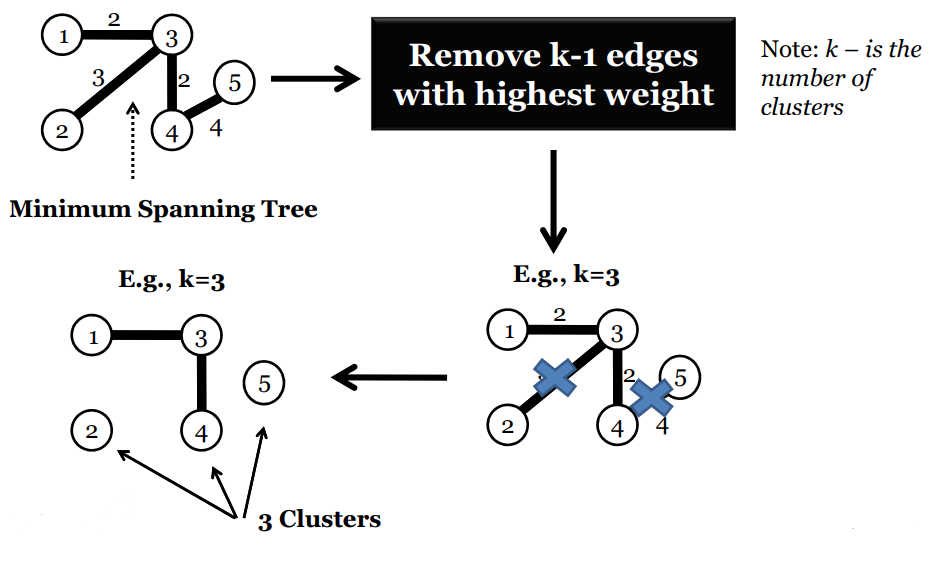 2
1
3
3
2
5
2
4
4
Minimum Spanning Tree
Remove k-1 edges
with highest weight
Note: k – is the
number of
clusters
E.g., k=3
2
1
3
2
5
2
4
4
E.g., k=3
1
3
5
2
4
3 Clusters